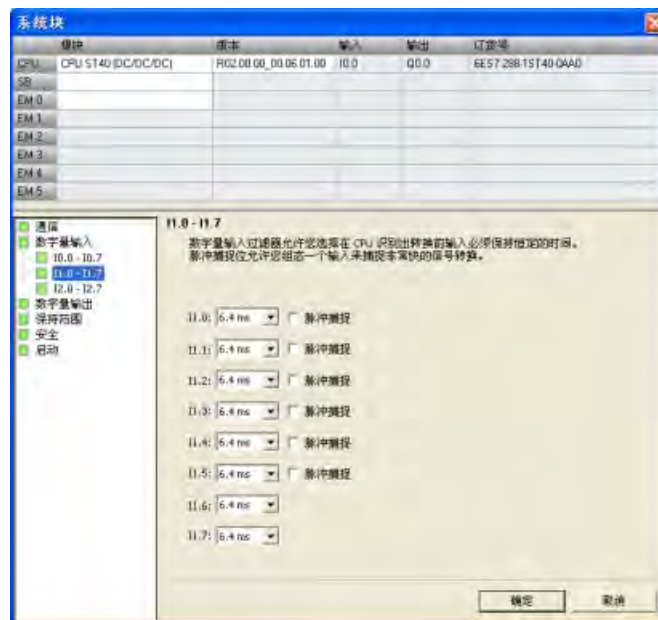 系统块
模块 版本 输入 输出 订货号
CPU CPU ST40 (DC/DC/DC) R02.00.00_00.06.01.00 I0.0 Q0.0 6ES7 288-1ST40-0AA0
SB
EM 0
EM 1
EM 2
EM 3
EM 4
EM 5
通信
数字量输入
I0.0 - I0.7
I1.0 - I1.7
I2.0 - I2.7
数字量输出
保持范围
安全
启动
I1.0 - I1.7
数字量输入过滤器允许您选择在 CPU 识别出转换前输入必须保持恒定的时间。
脉冲捕捉位允许您组态一个输入来捕捉非常快的信号转换。
I1.0: 6.4 ms 脉冲捕捉
I1.1: 6.4 ms 脉冲捕捉
I1.2: 6.4 ms 脉冲捕捉
I1.3: 6.4 ms 脉冲捕捉
I1.4: 6.4 ms 脉冲捕捉
I1.5: 6.4 ms 脉冲捕捉
I1.6: 6.4 ms
I1.7: 6.4 ms
确定 取消